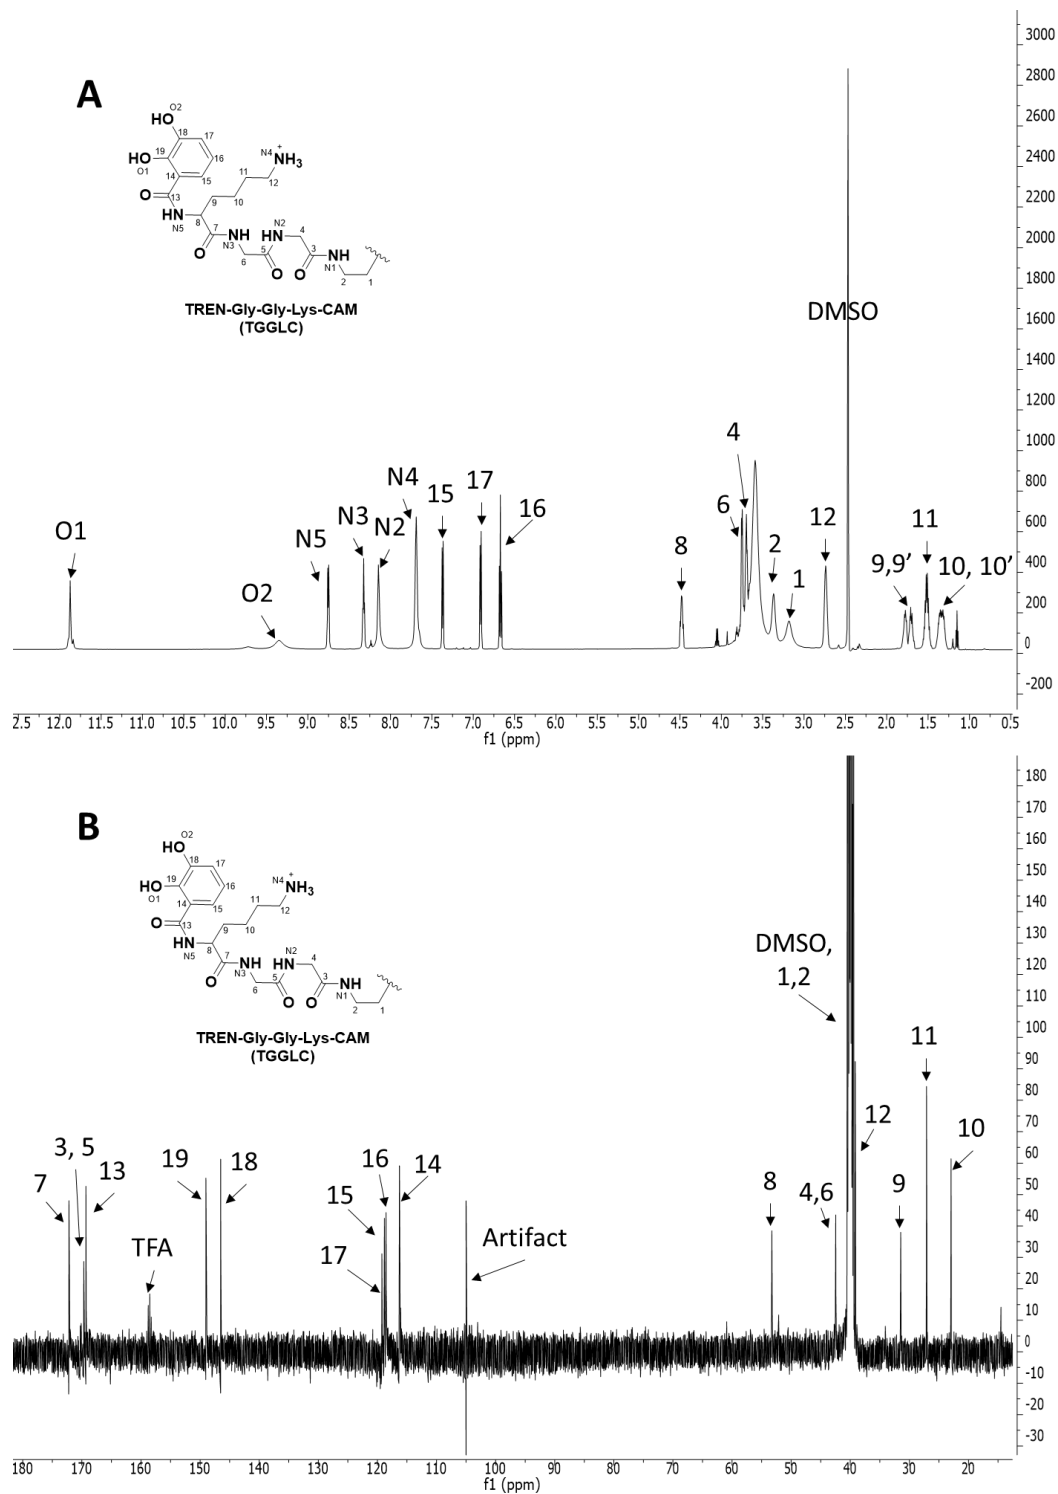 A
O2
HO
18
17
19
HO
16
O1
14
15
N4
+
NH3
11
12
13
O
9
10
HN
N5
8
N2
4
7
NH
HN
3
NH
O
N3
5
N1
6
O
O
2
1
TREN-Gly-Gly-Lys-CAM
(TGGLC)
DMSO
O1
O2
N5
N3
N2
N4
15
17
16
8
6
4
2
1
12
9,9’
11
10, 10’
3000
2800
2600
2400
2200
2000
1800
1600
1400
1200
1000
800
600
400
200
0
-200
2.5 12.0 11.5 11.0 10.5 10.0 9.5 9.0 8.5 8.0 7.5 7.0 6.5 6.0 5.5 5.0 4.5 4.0 3.5 3.0 2.5 2.0 1.5 1.0 0.5
f1 (ppm)
B
O2
HO
18
17
19
HO
16
O1
14
15
N4
+
NH3
11
12
13
O
9
10
HN
N5
8
N2
4
7
NH
HN
3
NH
O
N3
5
N1
6
O
O
2
1
TREN-Gly-Gly-Lys-CAM
(TGGLC)
DMSO,
1,2
7
3, 5
13
TFA
19
18
17
15
16
14
Artifact
8
4,6
12
9
11
10
180
170
160
150
140
130
120
110
100
90
80
70
60
50
40
30
20
10
0
-10
-20
-30
180 170 160 150 140 130 120 110 100 90 80 70 60 50 40 30 20
f1 (ppm)